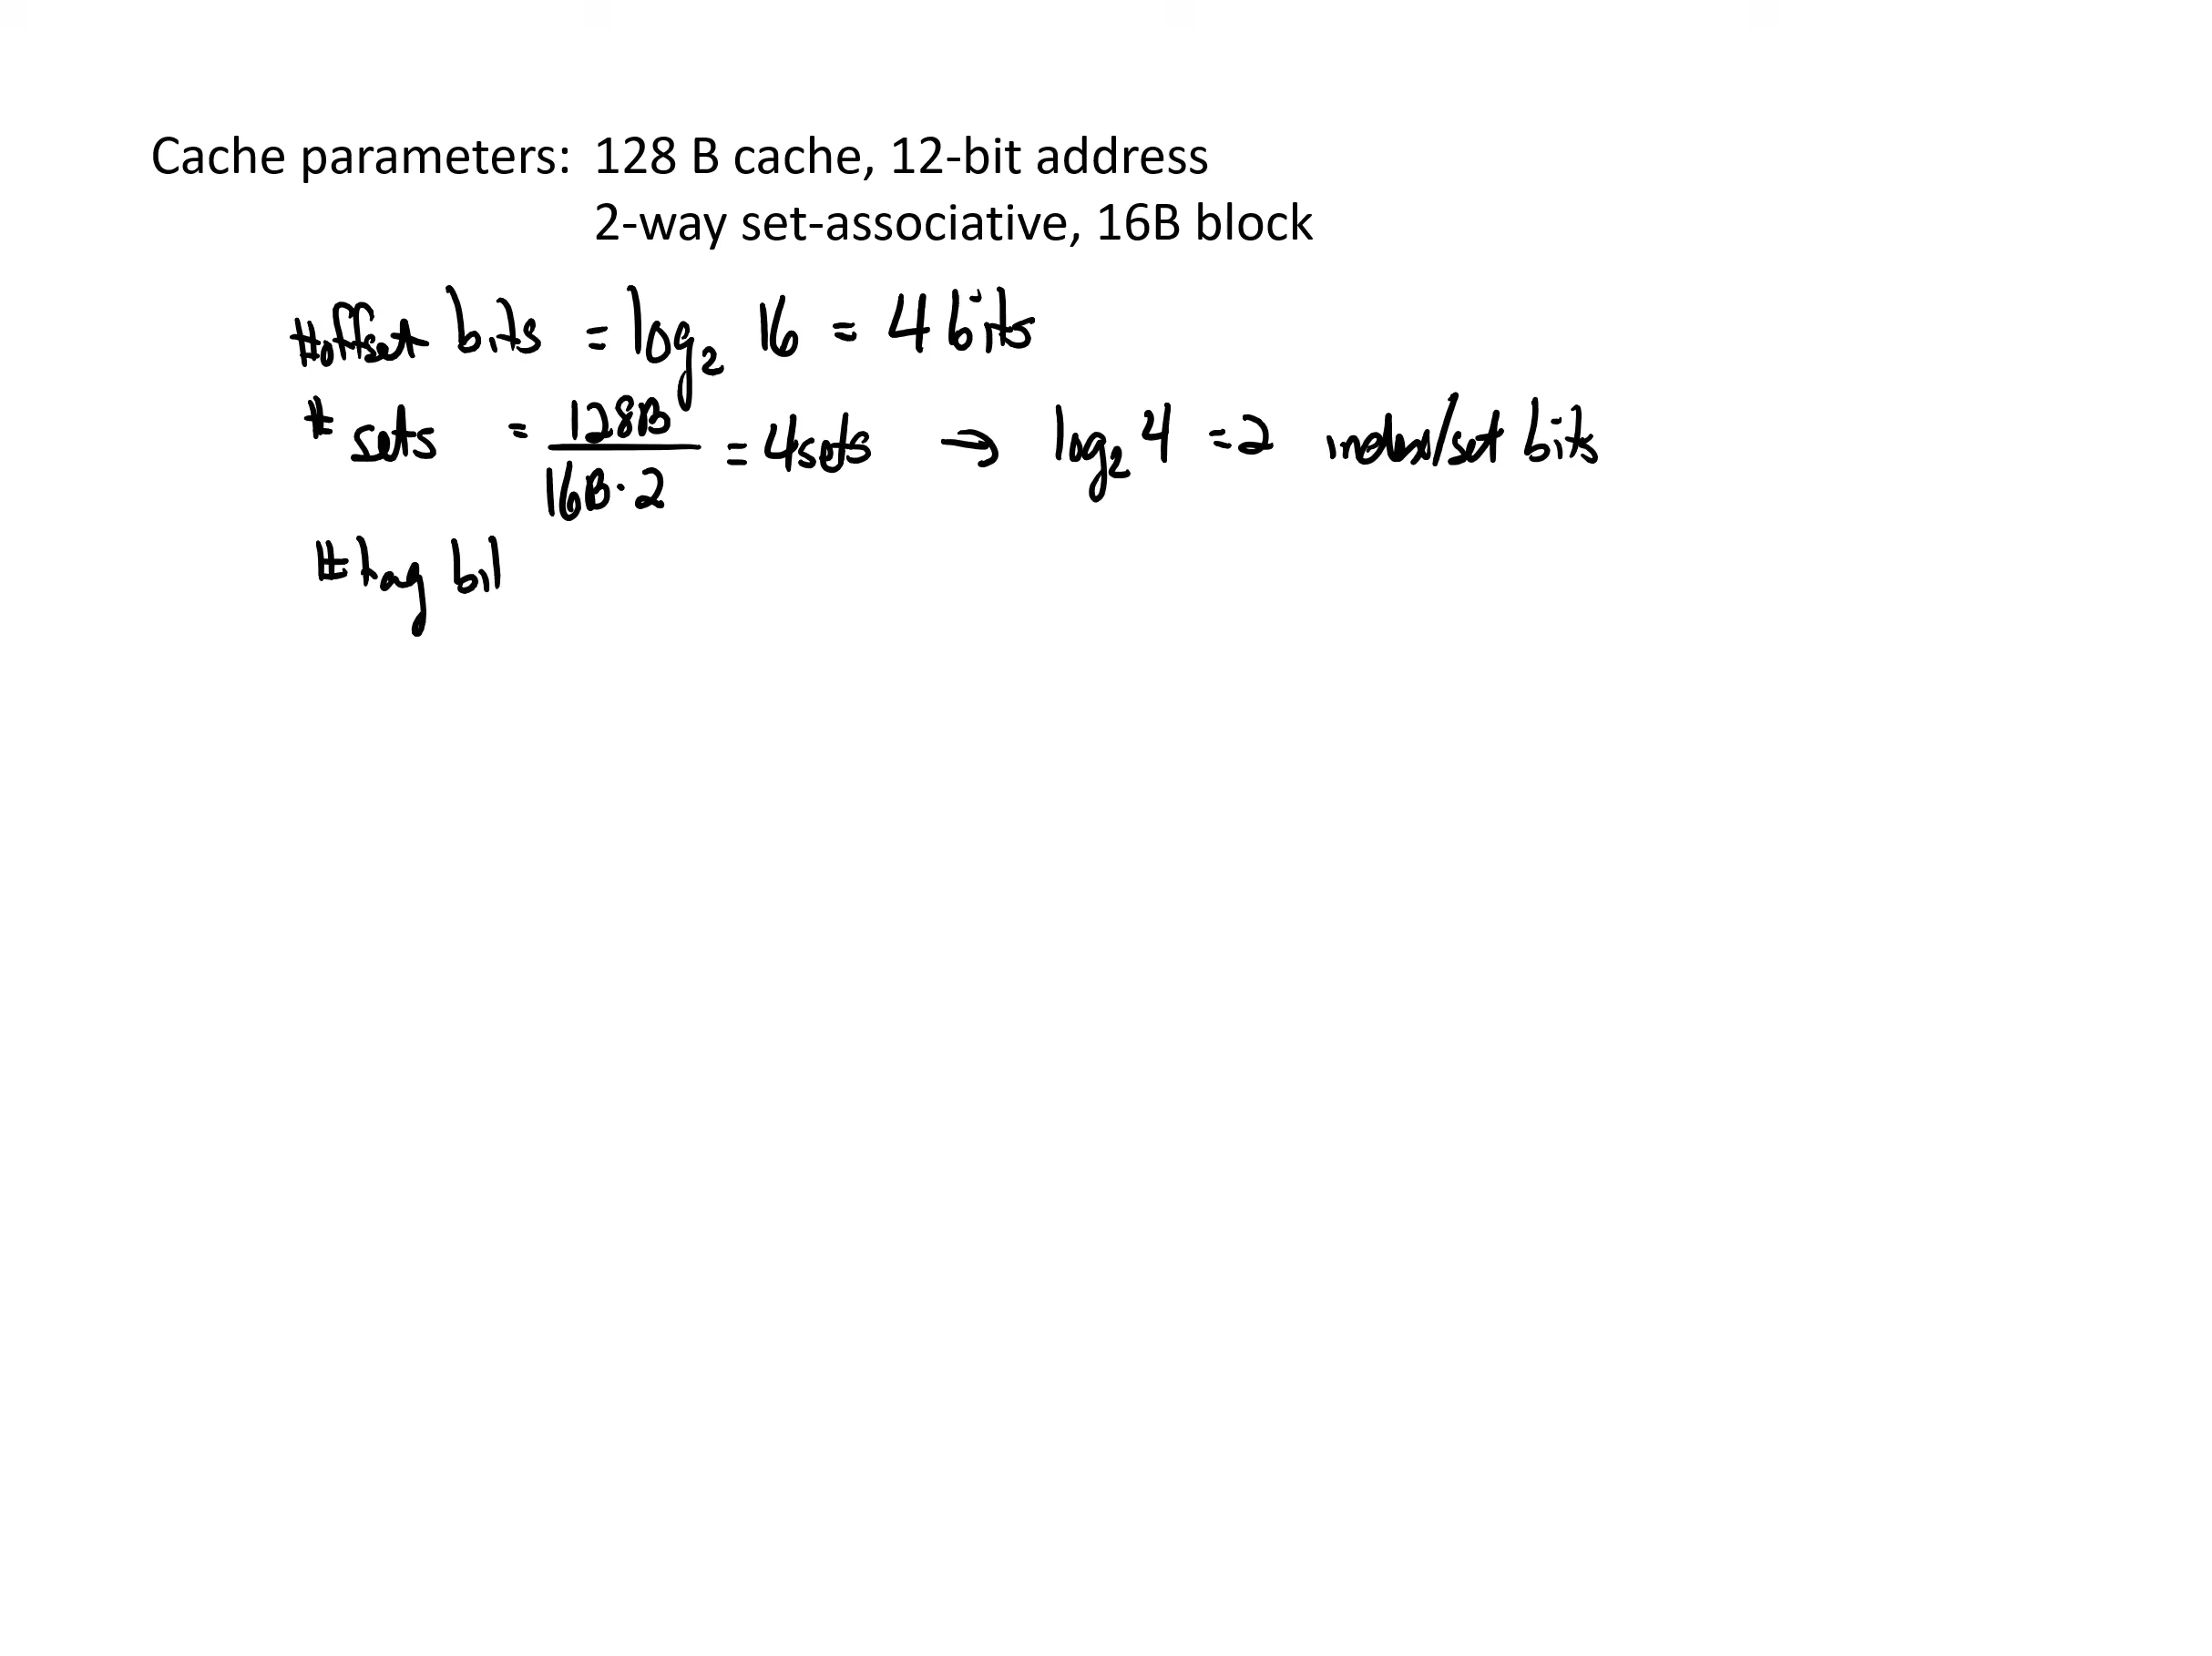 Cache parameters: 128 B cache, 12-bit address
2-way set-associative, 16B block
#offset bits = log₂ 16 = 4 bits
# sets = 128B / 16B·2 = 4 sets → log₂ 4 = 2 index/set bits
# tag bit